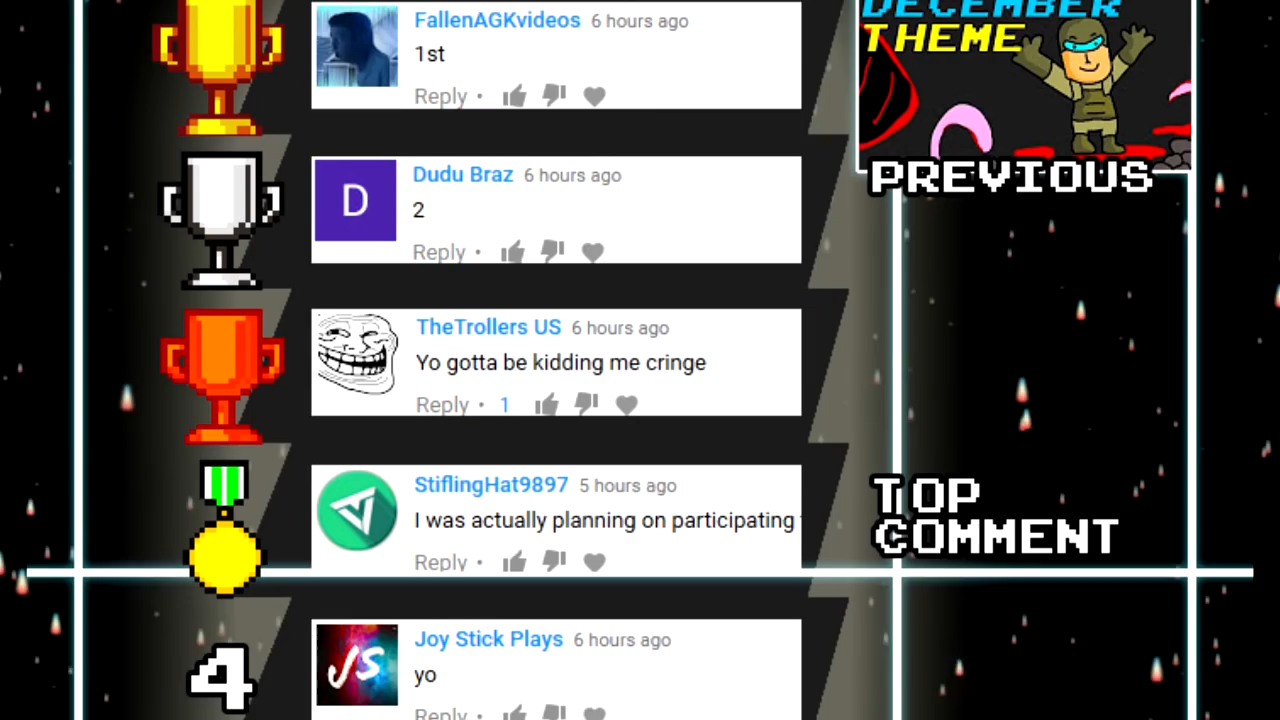 FallenAGKvideos 6 hours ago
1st
Reply •
D
Dudu Braz 6 hours ago
2
Reply •
TheTrollers US 6 hours ago
Yo gotta be kidding me cringe
Reply • 1
StiflingHat9897 5 hours ago
I was actually planning on participating
Reply •
4
JS
Joy Stick Plays 6 hours ago
yo
Reply •
DECEMBER
THEME
PREVIOUS
TOP
COMMENT